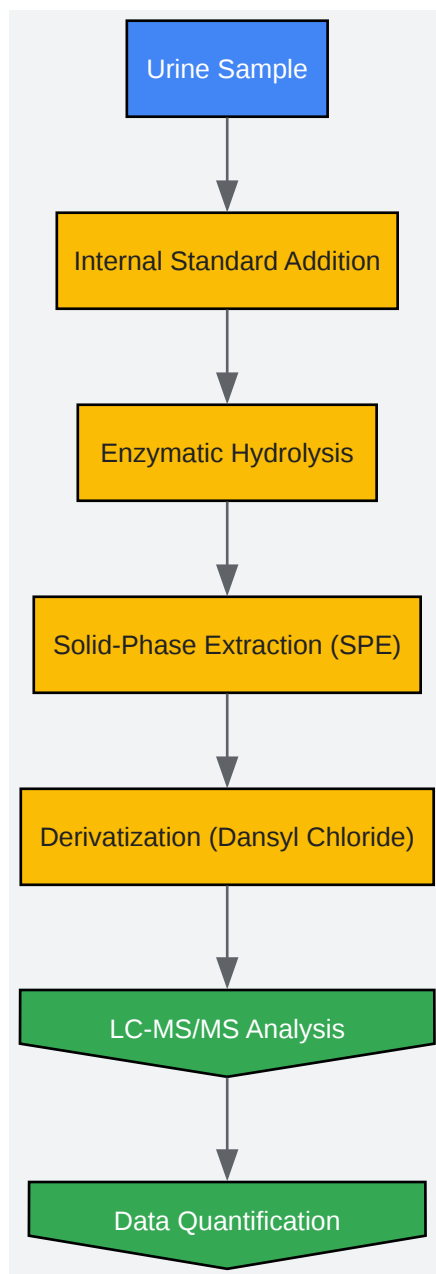 Urine Sample
Internal Standard Addition
Enzymatic Hydrolysis
Solid-Phase Extraction (SPE)
Derivatization (Dansyl Chloride)
LC-MS/MS Analysis
Data Quantification